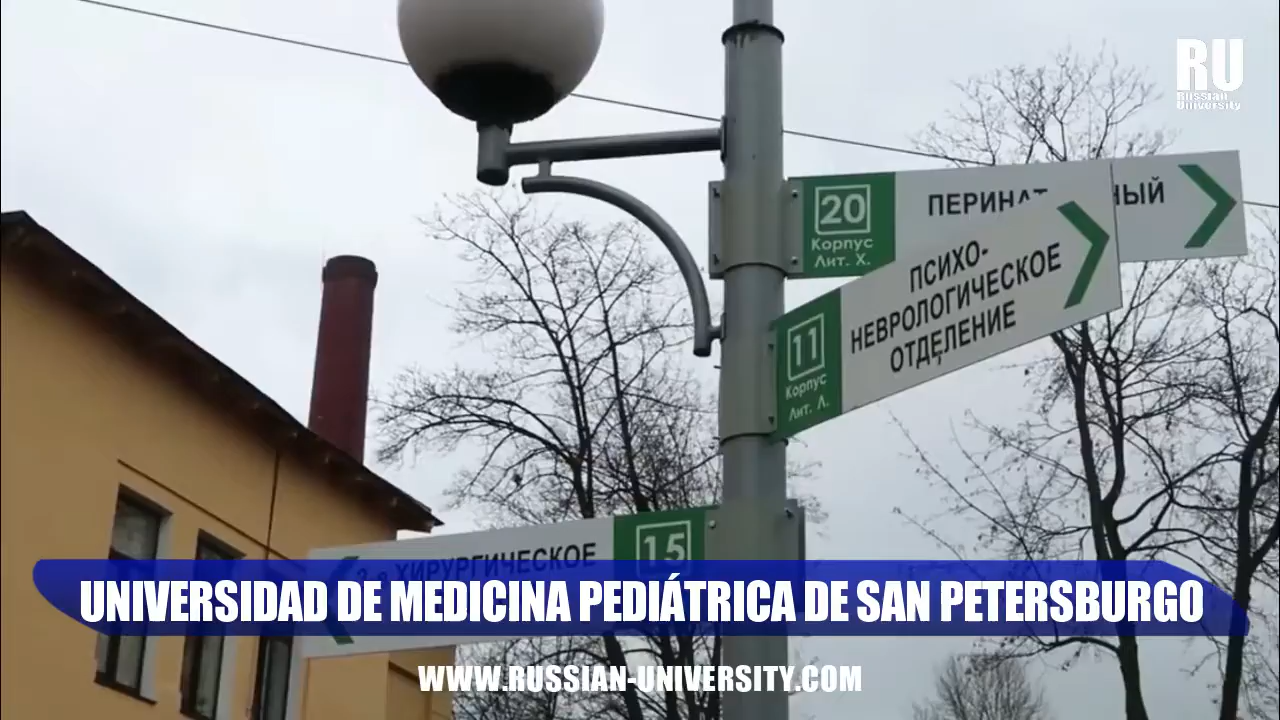 RU
Russian
University
20
Корпус
Лит. Х.
ПЕРИНАТ НЫЙ
11
Корпус
Лит. Л.
ПСИХО-
НЕВРОЛОГИЧЕСКОЕ
ОТДЕЛЕНИЕ
15
2-е ХИРУРГИЧЕСКОЕ
UNIVERSIDAD DE MEDICINA PEDIÁTRICA DE SAN PETERSBURGO
WWW.RUSSIAN-UNIVERSITY.COM